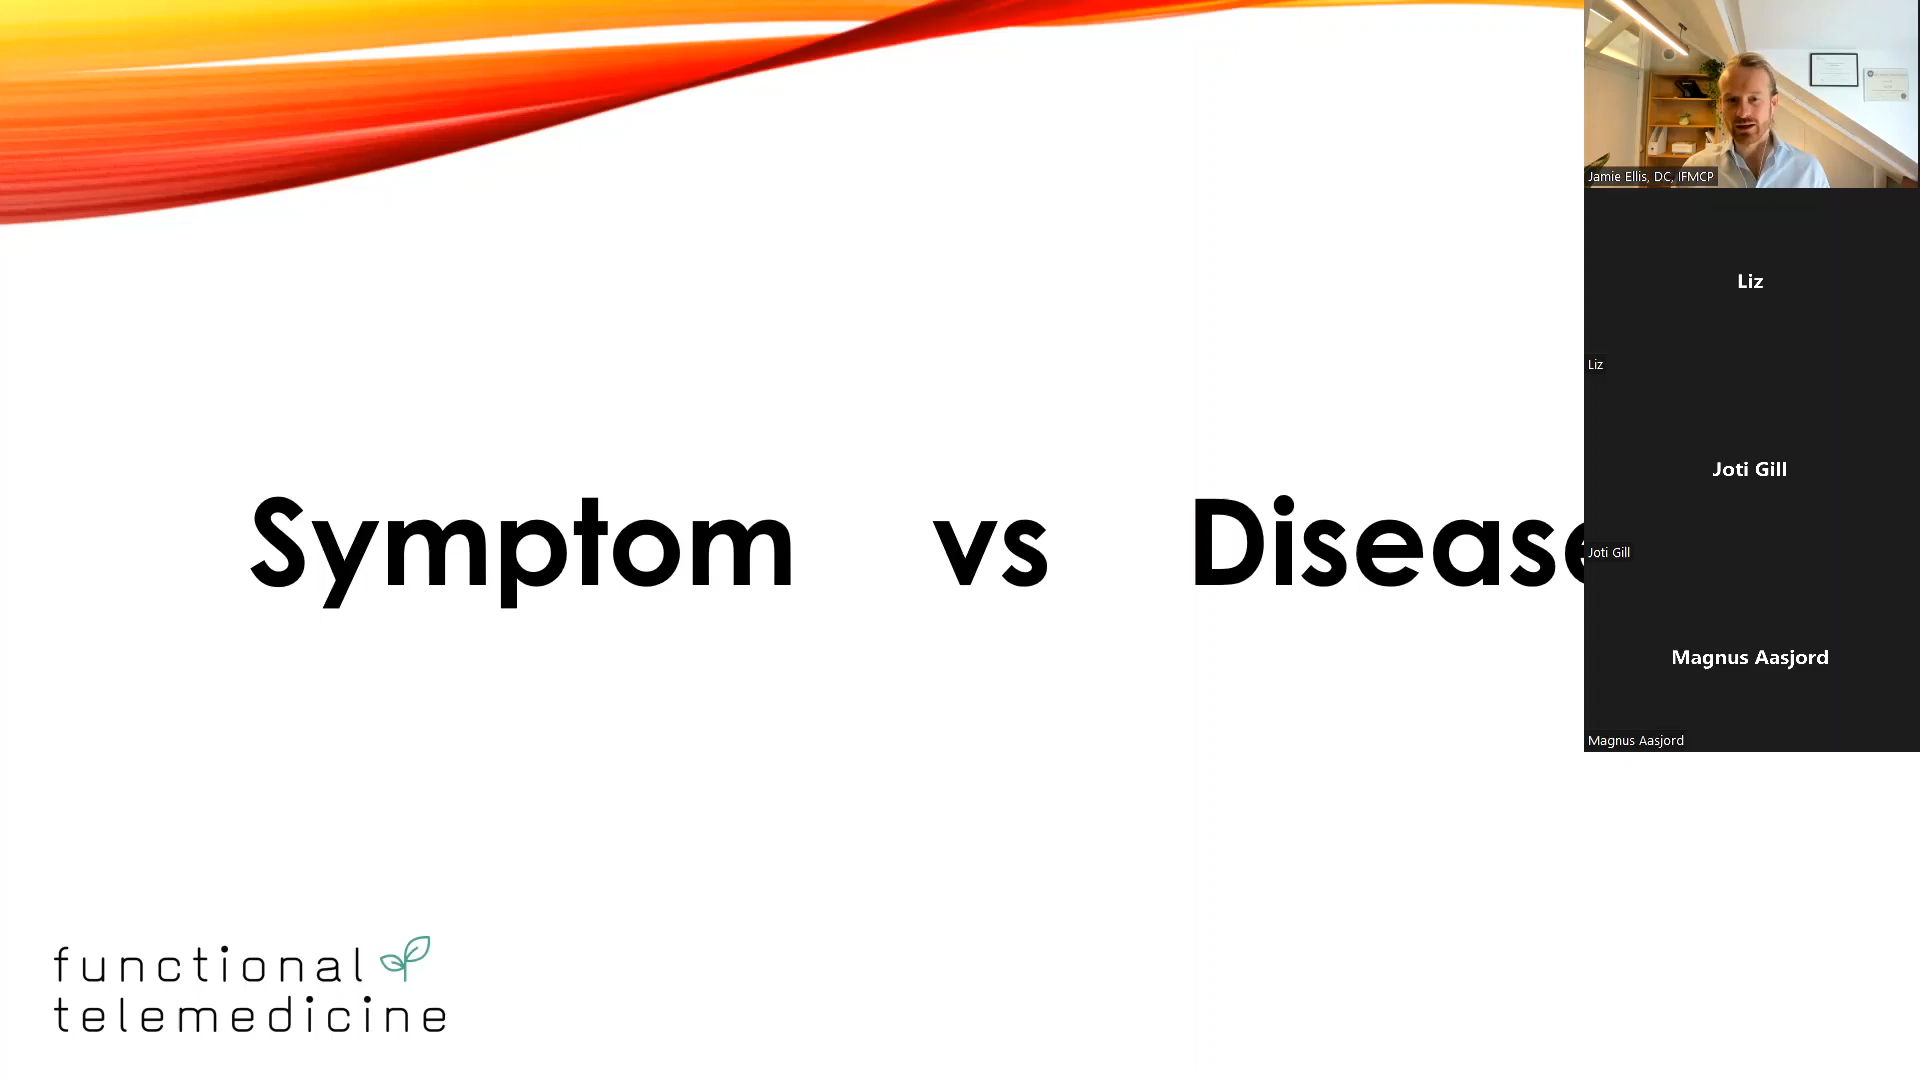 Jamie Ellis, DC, IFMCP
Liz
Liz
Joti Gill
Joti Gill
Magnus Aasjord
Magnus Aasjord
Symptom vs Disease
functional
telemedicine